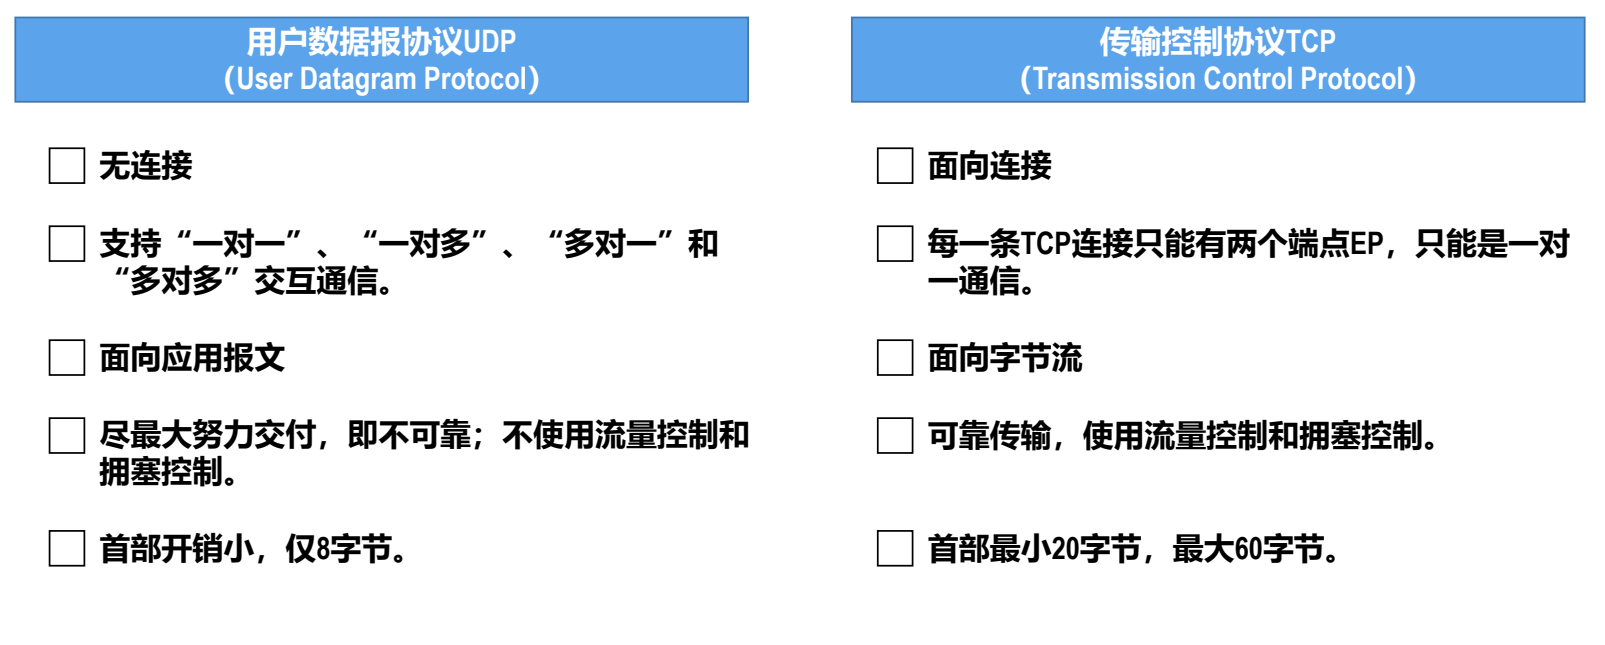 用户数据报协议UDP
（User Datagram Protocol）
无连接
支持“一对一”、“一对多”、“多对一”和
“多对多”交互通信。
面向应用报文
尽最大努力交付，即不可靠；不使用流量控制和
拥塞控制。
首部开销小，仅8字节。
传输控制协议TCP
（Transmission Control Protocol）
面向连接
每一条TCP连接只能有两个端点EP，只能是一对
一通信。
面向字节流
可靠传输，使用流量控制和拥塞控制。
首部最小20字节，最大60字节。